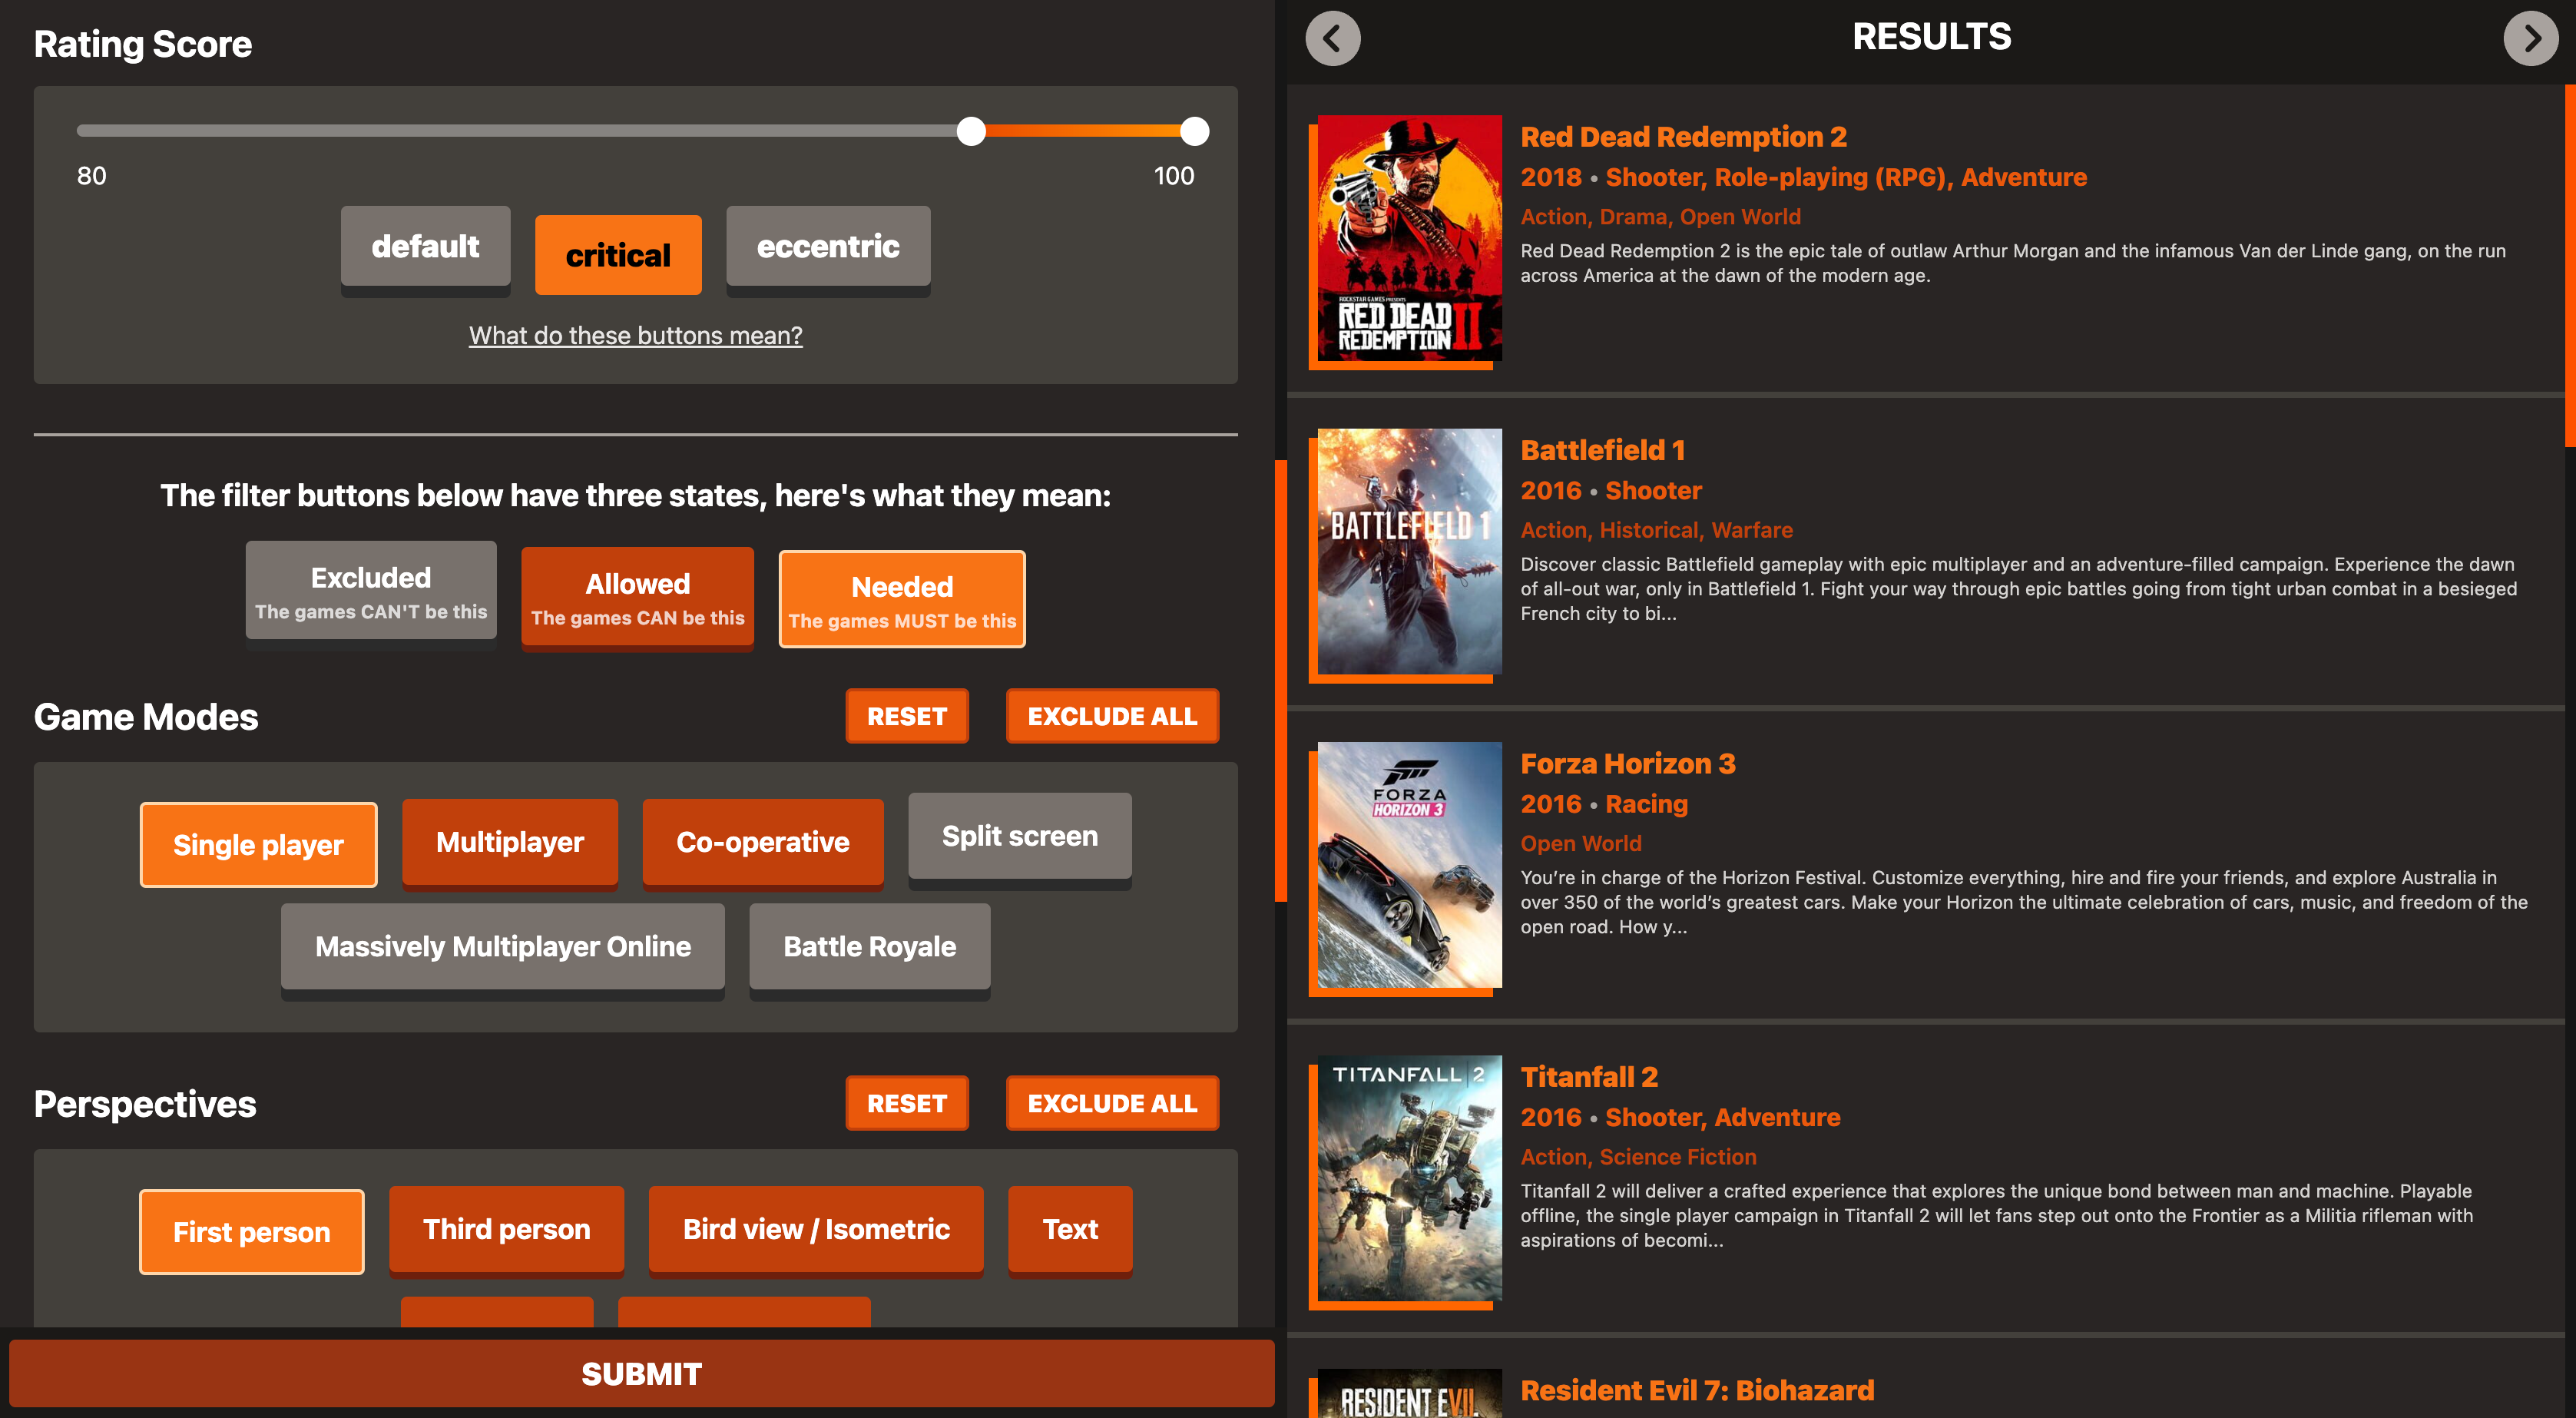 Rating Score
80
100
default
critical
eccentric
What do these buttons mean?
The filter buttons below have three states, here's what they mean:
Excluded
The games CAN'T be this
Allowed
The games CAN be this
Needed
The games MUST be this
Game Modes
RESET
EXCLUDE ALL
Single player
Multiplayer
Co-operative
Split screen
Massively Multiplayer Online
Battle Royale
Perspectives
RESET
EXCLUDE ALL
First person
Third person
Bird view / Isometric
Text
SUBMIT
RESULTS
ROCKSTAR GAMES PRESENTS
RED DEAD
REDEMPTION II
Red Dead Redemption 2
2018 • Shooter, Role-playing (RPG), Adventure
Action, Drama, Open World
Red Dead Redemption 2 is the epic tale of outlaw Arthur Morgan and the infamous Van der Linde gang, on the run
across America at the dawn of the modern age.
BATTLEFIELD 1
Battlefield 1
2016 • Shooter
Action, Historical, Warfare
Discover classic Battlefield gameplay with epic multiplayer and an adventure-filled campaign. Experience the dawn
of all-out war, only in Battlefield 1. Fight your way through epic battles going from tight urban combat in a besieged
French city to bi...
FORZA
HORIZON 3
Forza Horizon 3
2016 • Racing
Open World
You’re in charge of the Horizon Festival. Customize everything, hire and fire your friends, and explore Australia in
over 350 of the world’s greatest cars. Make your Horizon the ultimate celebration of cars, music, and freedom of the
open road. How y...
TITANFALL 2
Titanfall 2
2016 • Shooter, Adventure
Action, Science Fiction
Titanfall 2 will deliver a crafted experience that explores the unique bond between man and machine. Playable
offline, the single player campaign in Titanfall 2 will let fans step out onto the Frontier as a Militia rifleman with
aspirations of becomi...
RESIDENT EVIL
Resident Evil 7: Biohazard